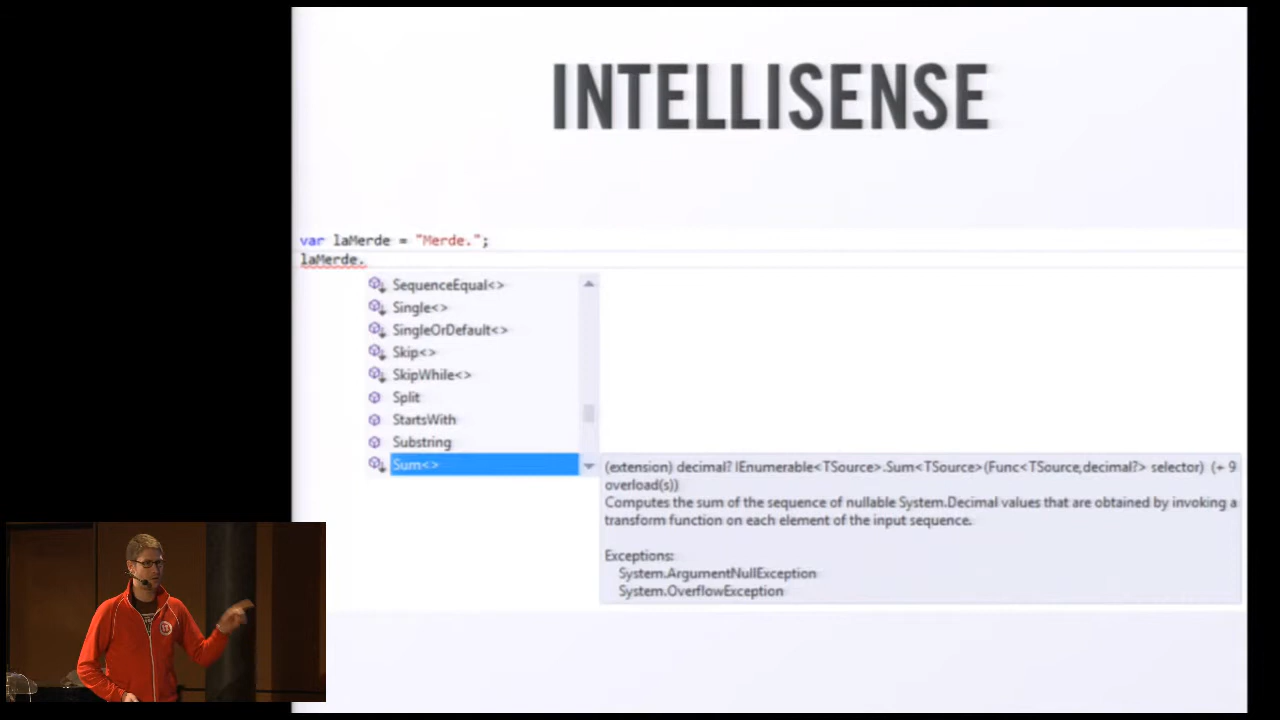 INTELLISENSE
var laMerde = "Merde.";
laMerde.
SequenceEqual<>
Single<>
SingleOrDefault<>
Skip<>
SkipWhile<>
Split
StartsWith
Substring
Sum<>
(extension) decimal? IEnumerable<TSource>.Sum<TSource>(Func<TSource,decimal?> selector) (+ 9
overload(s))
Computes the sum of the sequence of nullable System.Decimal values that are obtained by invoking a
transform function on each element of the input sequence.
Exceptions:
System.ArgumentNullException
System.OverflowException